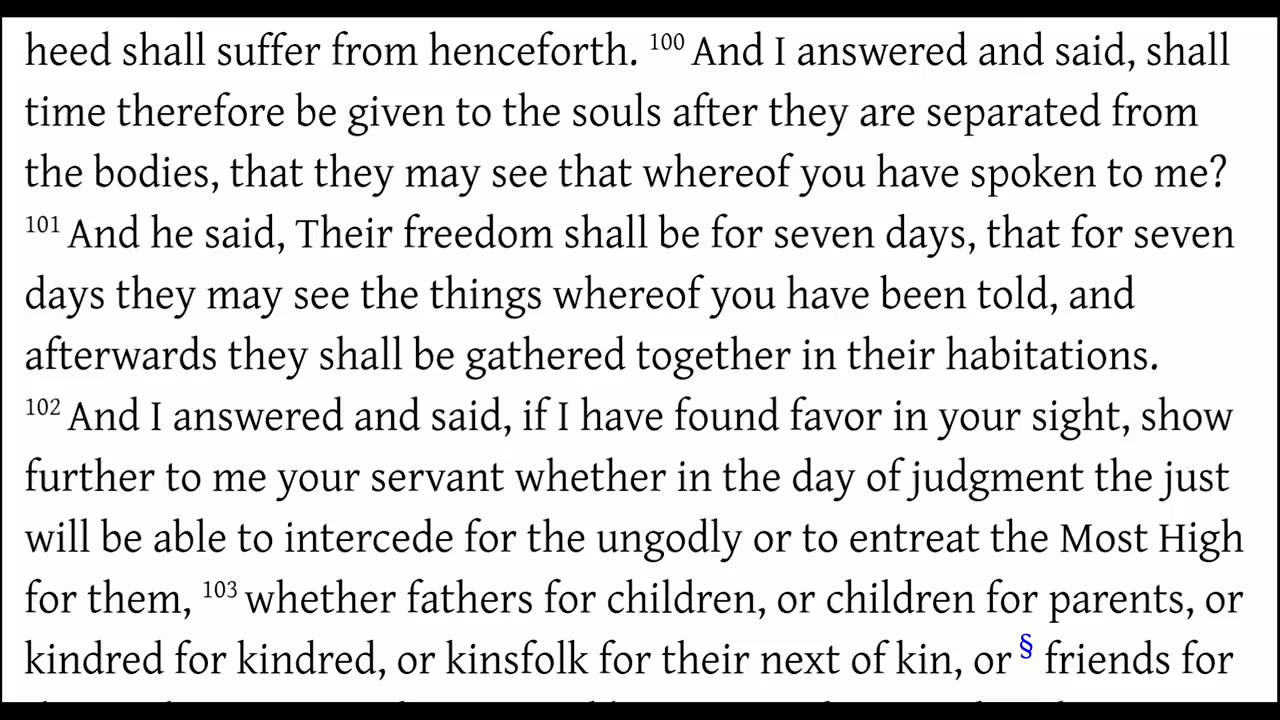 heed shall suffer from henceforth. 100 And I answered and said, shall
time therefore be given to the souls after they are separated from
the bodies, that they may see that whereof you have spoken to me?
101 And he said, Their freedom shall be for seven days, that for seven
days they may see the things whereof you have been told, and
afterwards they shall be gathered together in their habitations.
102 And I answered and said, if I have found favor in your sight, show
further to me your servant whether in the day of judgment the just
will be able to intercede for the ungodly or to entreat the Most High
for them, 103 whether fathers for children, or children for parents, or
kindred for kindred, or kinsfolk for their next of kin, or § friends for